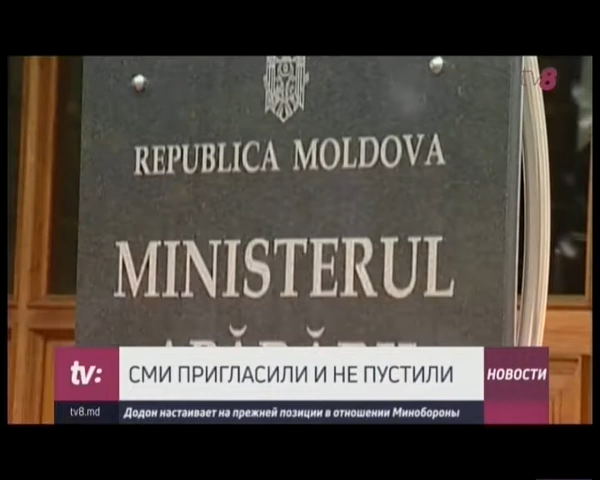 tv8
REPUBLICA MOLDOVA
MINISTERUL
tv:
СМИ ПРИГЛАСИЛИ И НЕ ПУСТИЛИ
НОВОСТИ
tv8.md
Додон настаивает на прежней позиции в отношении Минобороны